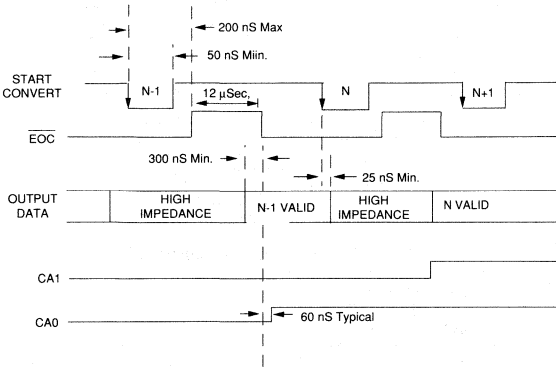 200 nS Max
50 nS Miin.
START
CONVERT
N-1
12 µSec,
N
N+1
EOC
300 nS Min.
25 nS Min.
OUTPUT
DATA
HIGH
IMPEDANCE
N-1 VALID
HIGH
IMPEDANCE
N VALID
CA1
CA0
60 nS Typical